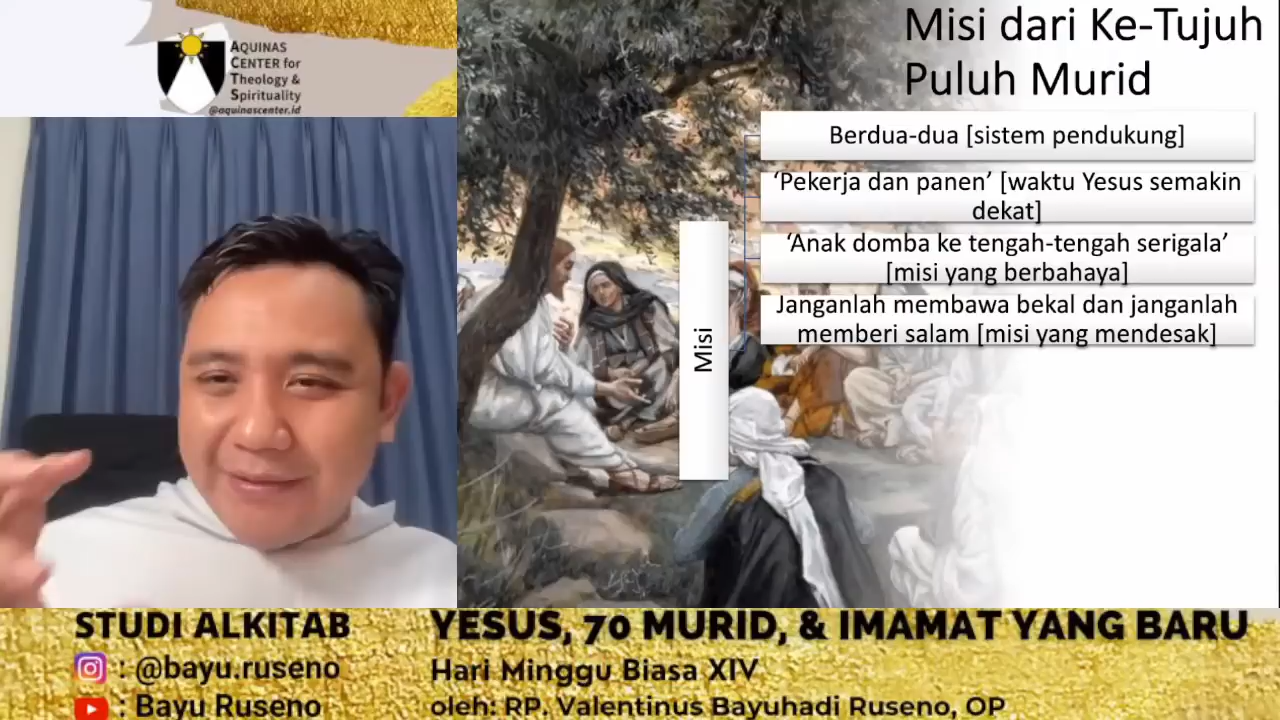 AQUINAS
CENTER for
Theology &
Spirituality
@aquinascenter.id
Misi dari Ke-Tujuh
Puluh Murid
Berdua-dua [sistem pendukung]
‘Pekerja dan panen’ [waktu Yesus semakin
dekat]
‘Anak domba ke tengah-tengah serigala’
[misi yang berbahaya]
Janganlah membawa bekal dan janganlah
memberi salam [misi yang mendesak]
Misi
STUDI ALKITAB
: @bayu.ruseno
: Bayu Ruseno
YESUS, 70 MURID, & IMAMAT YANG BARU
Hari Minggu Biasa XIV
oleh: RP. Valentinus Bayuhadi Ruseno, OP